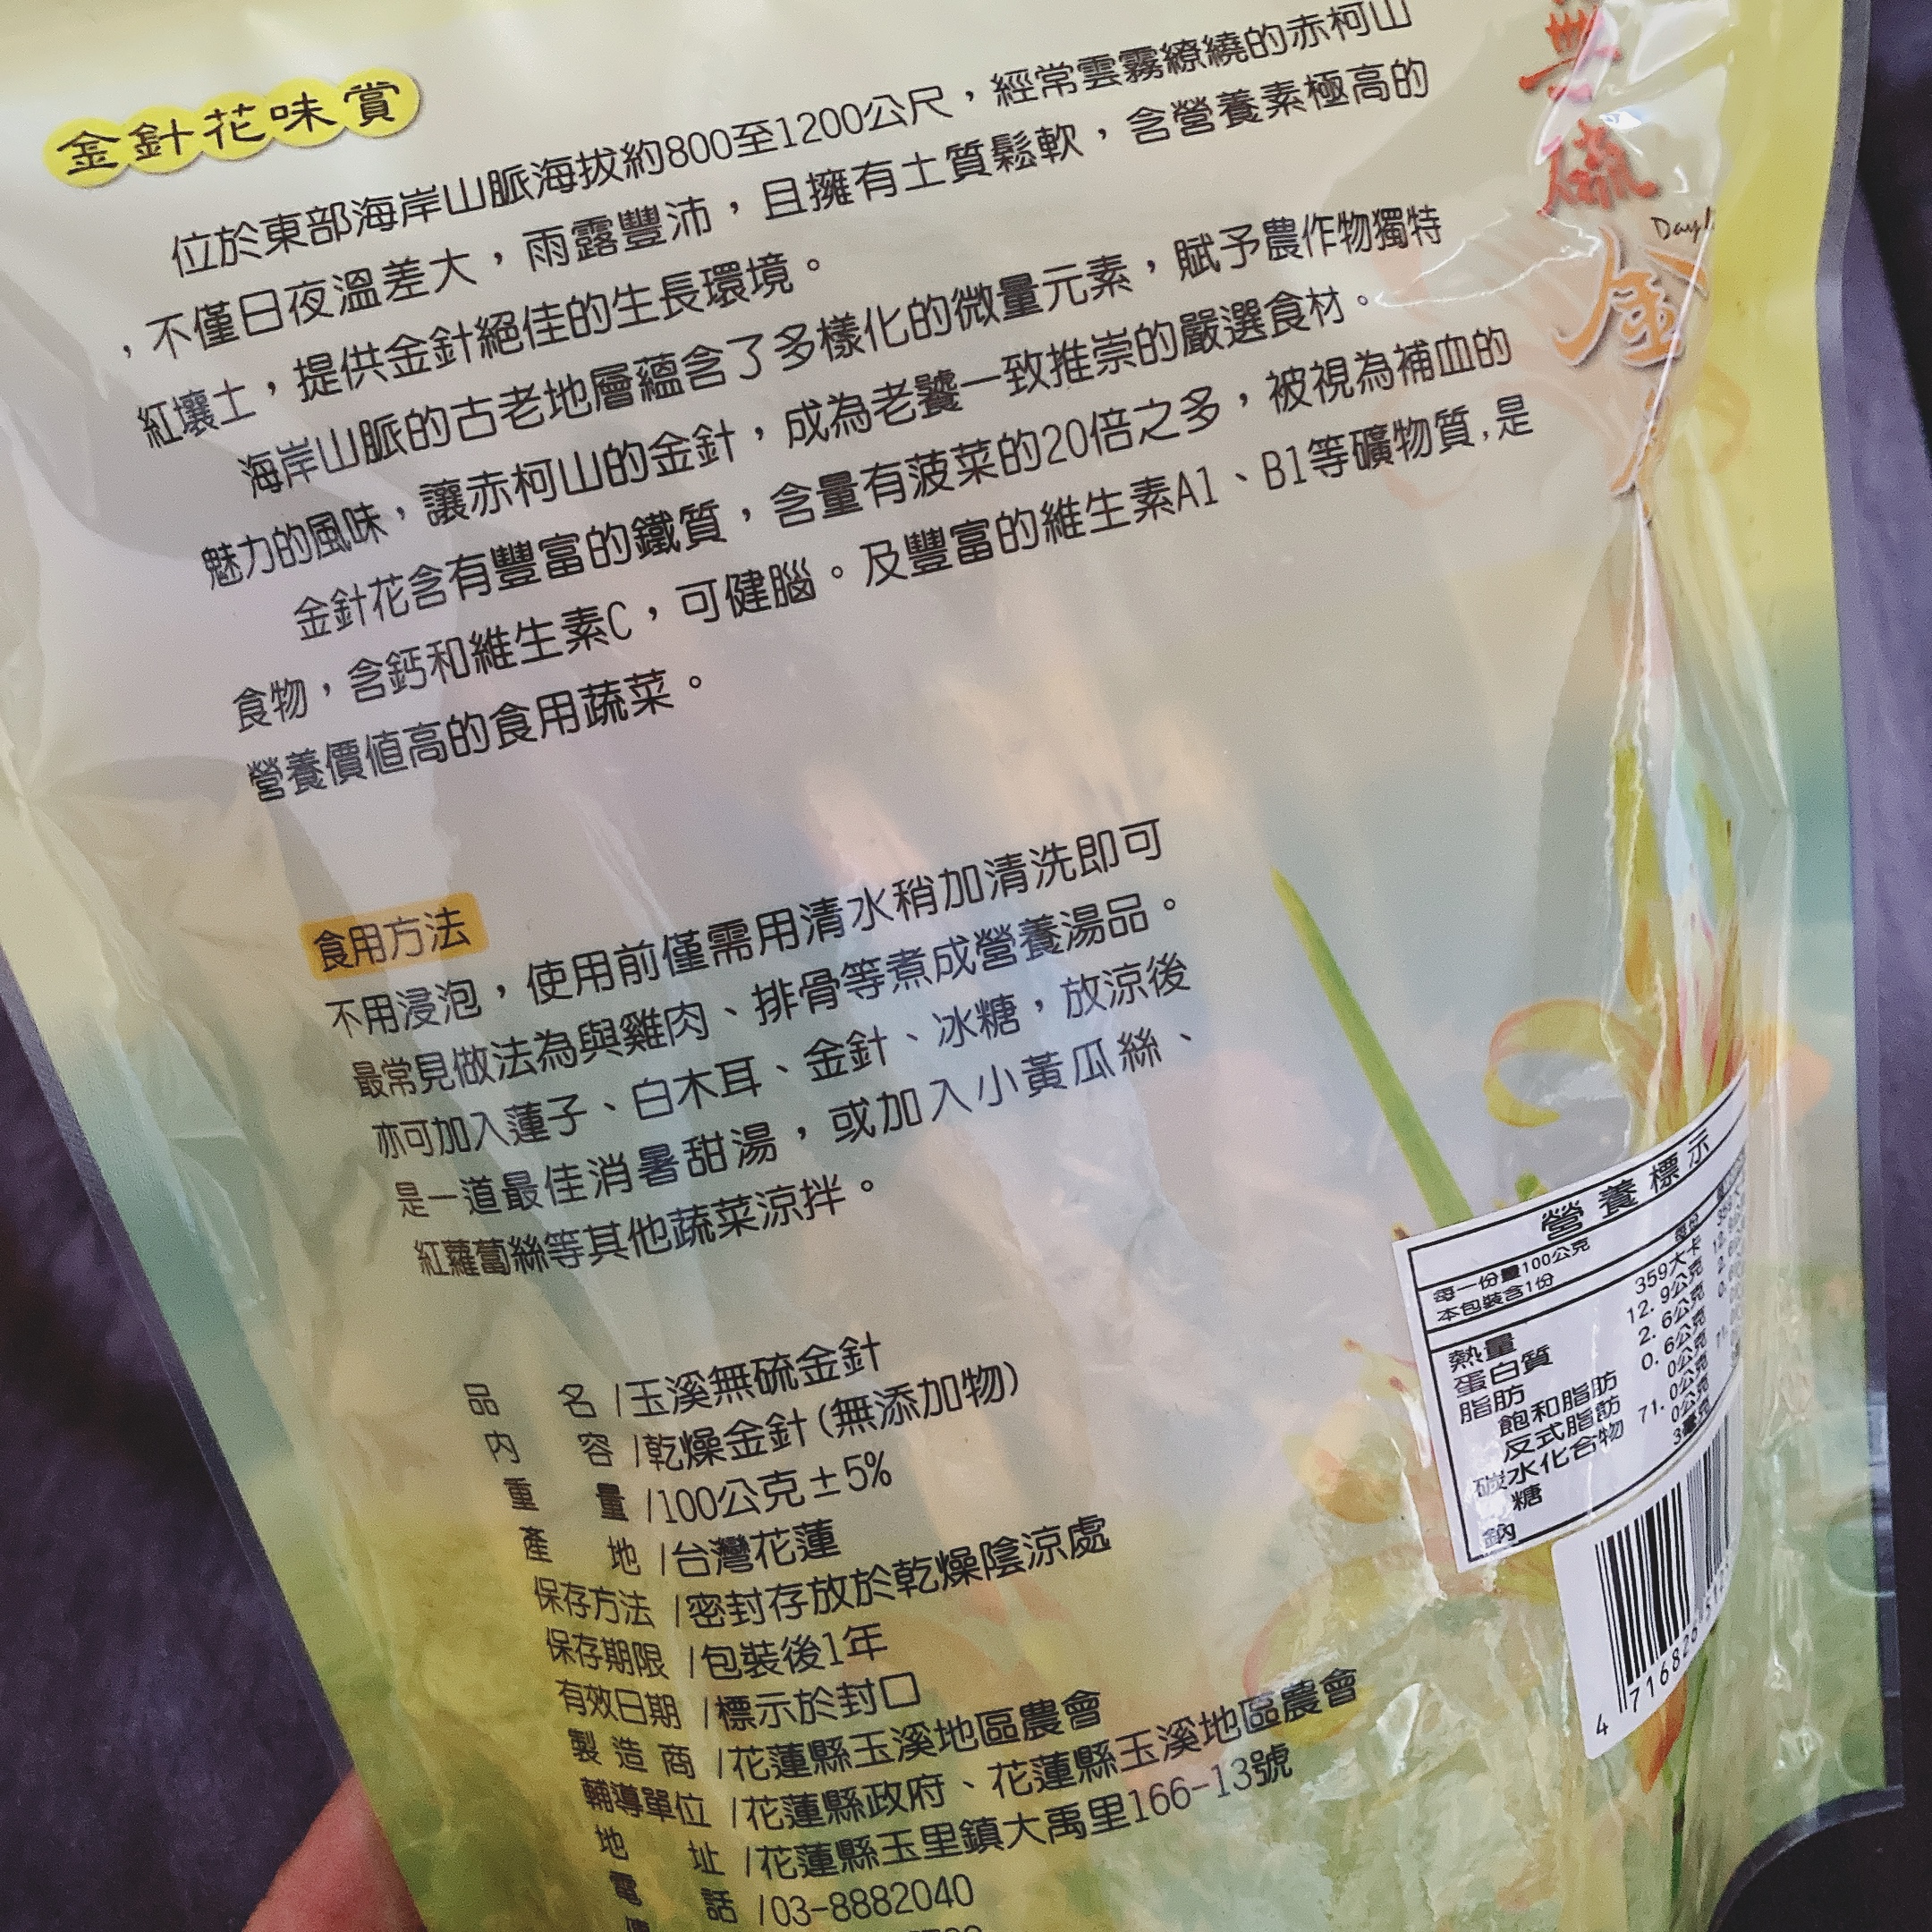 金針花味賞
位於東部海岸山脈海拔約800至1200公尺，經常雲霧繚繞的赤柯山
，不僅日夜溫差大，雨露豐沛，且擁有土質鬆軟，含營養素極高的
紅壤土，提供金針絕佳的生長環境。
海岸山脈的古老地層蘊含了多樣化的微量元素，賦予農作物獨特
魅力的風味，讓赤柯山的金針，成為老饕一致推崇的嚴選食材。
金針花含有豐富的鐵質，含量有菠菜的20倍之多，被視為補血的
食物，含鈣和維生素C，可健腦。及豐富的維生素A1、B1等礦物質,是
營養價值高的食用蔬菜。
無硫金
食用方法
不用浸泡，使用前僅需用清水稍加清洗即可
最常見做法為與雞肉、排骨等煮成營養湯品。
亦可加入蓮子、白木耳、金針、冰糖，放涼後
是一道最佳消暑甜湯，或加入小黃瓜絲、
紅蘿蔔絲等其他蔬菜涼拌。
品名/玉溪無硫金針
內容/乾燥金針(無添加物)
重量/100公克±5%
產地/台灣花蓮
保存方法/密封存放於乾燥陰涼處
保存期限/包裝後1年
有效日期/標示於封口
製造商/花蓮縣玉溪地區農會
輔導單位/花蓮縣政府、花蓮縣玉溪地區農會
地址/花蓮縣玉里鎮大禹里166-13號
電話/03-8882040
營養標示
每一份量100公克
本包裝含1份
每份
熱量 359大卡
蛋白質 12.9公克
脂肪 2.6公克
飽和脂肪 0.6公克
反式脂肪 0公克
碳水化合物 71.
糖 0公克
鈉 3毫克
4 716826